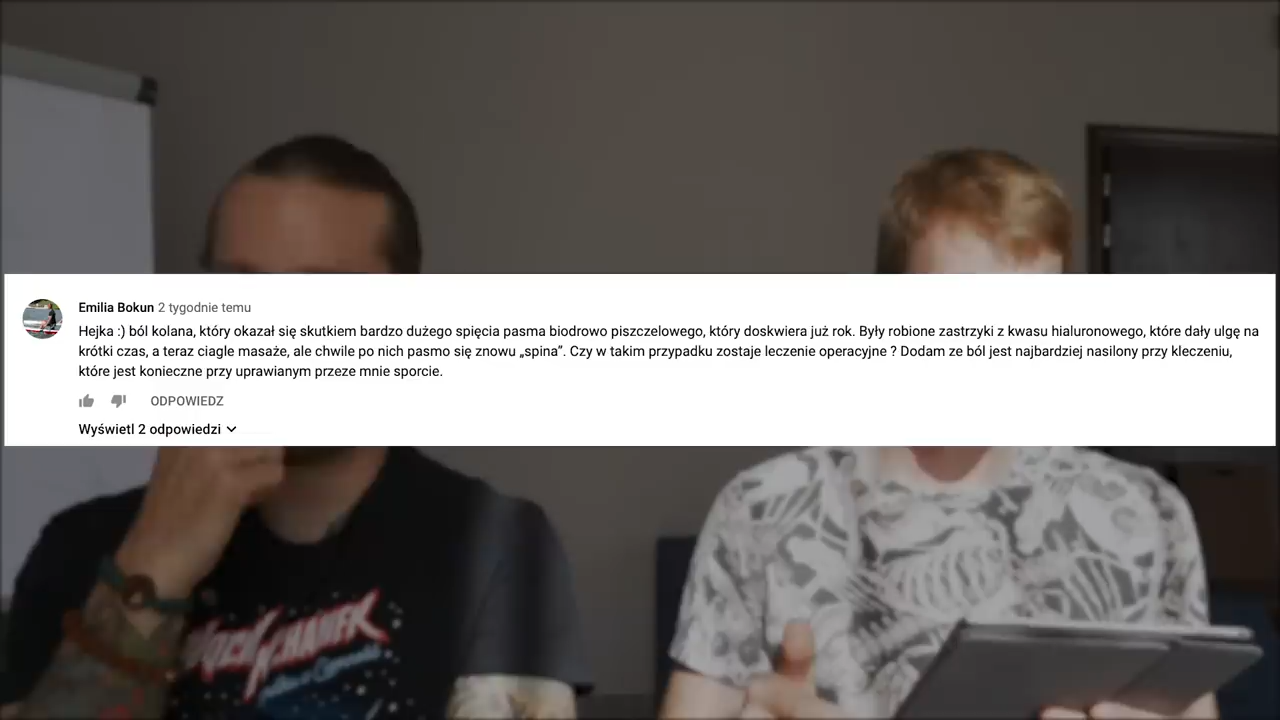 Emilia Bokun 2 tygodnie temu
Hejka :) ból kolana, który okazał się skutkiem bardzo dużego spięcia pasma biodrowo piszczelowego, który doskwiera już rok. Były robione zastrzyki z kwasu hialuronowego, które dały ulgę na
krótki czas, a teraz ciagle masaże, ale chwile po nich pasmo się znowu „spina”. Czy w takim przypadku zostaje leczenie operacyjne ? Dodam ze ból jest najbardziej nasilony przy kleczeniu,
które jest konieczne przy uprawianym przeze mnie sporcie.
ODPOWIEDZ
Wyświetl 2 odpowiedzi